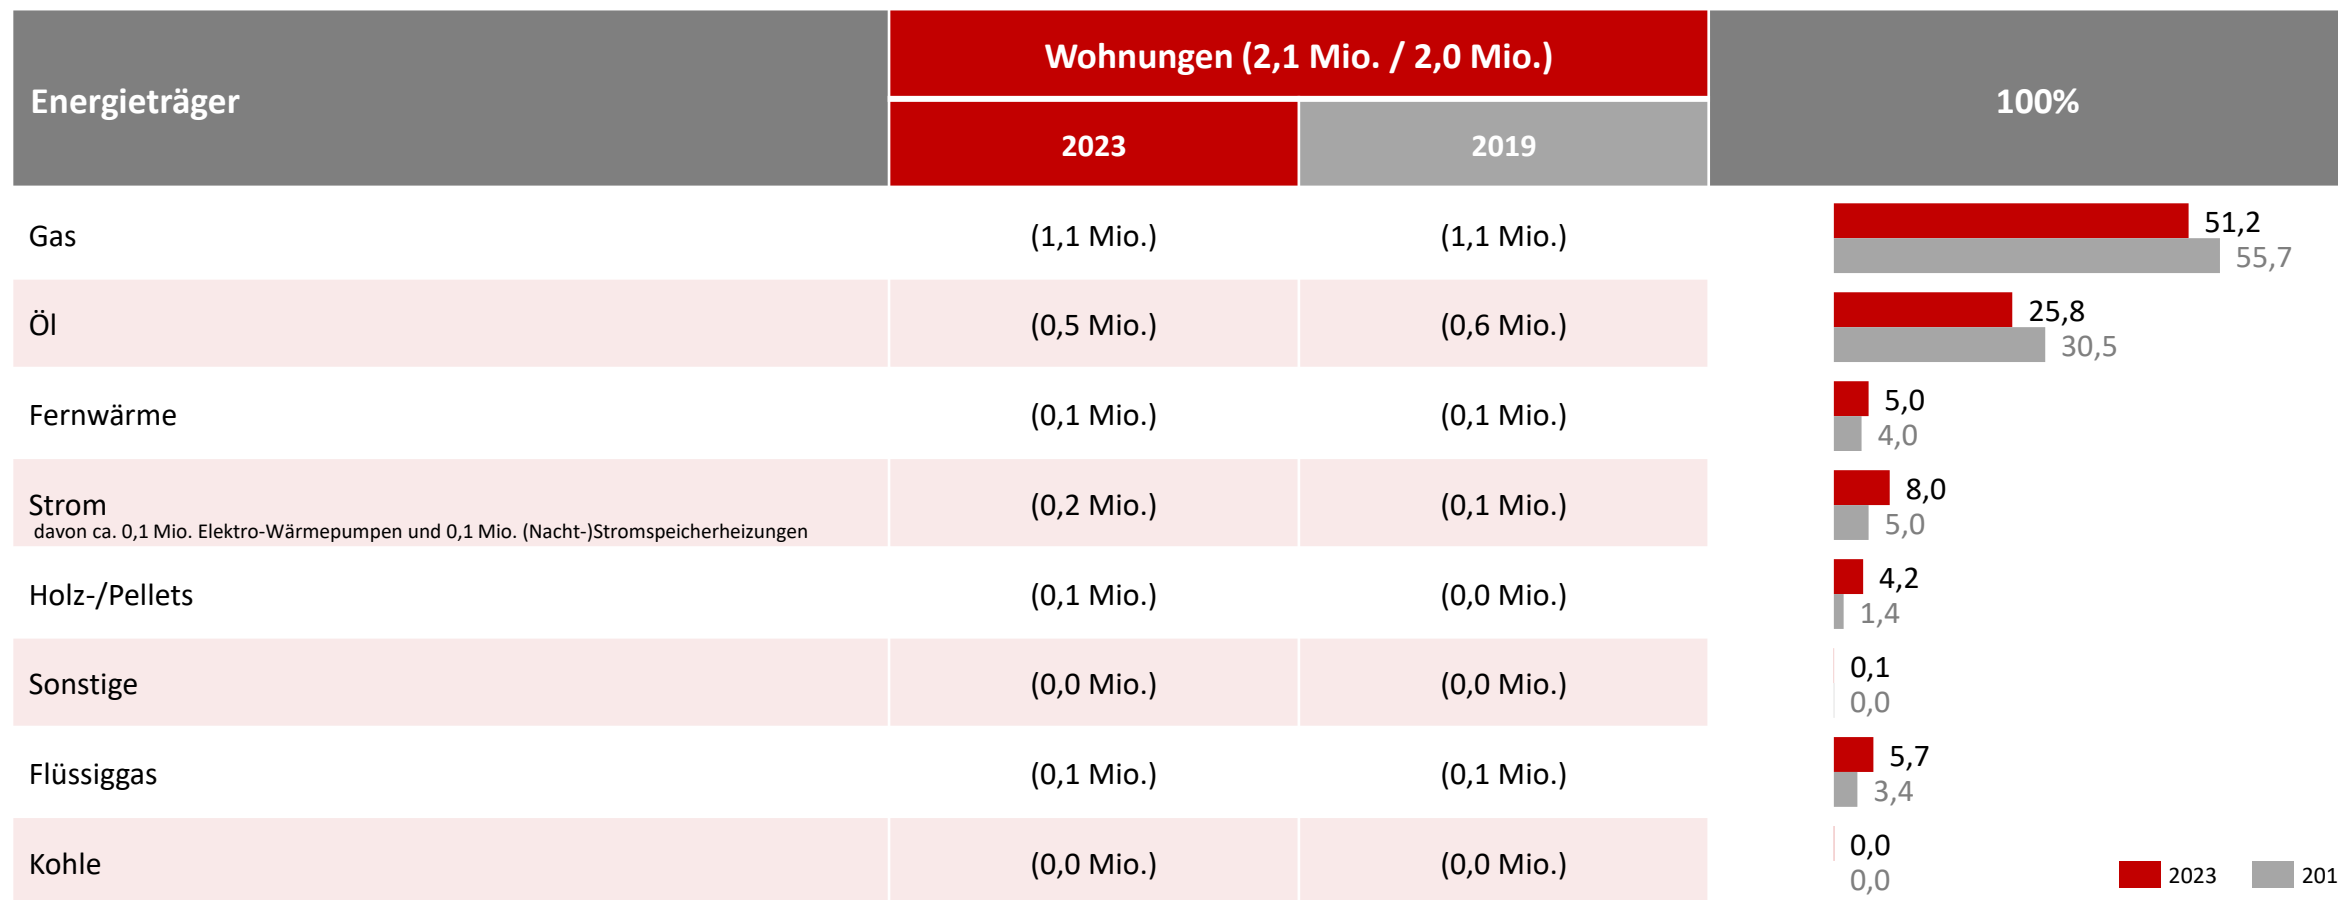 Energieträger
Wohnungen (2,1 Mio. / 2,0 Mio.)
100%
2023
2019
Gas
(1,1 Mio.)
(1,1 Mio.)
51,2
55,7
Öl
(0,5 Mio.)
(0,6 Mio.)
25,8
30,5
Fernwärme
(0,1 Mio.)
(0,1 Mio.)
5,0
4,0
Strom
davon ca. 0,1 Mio. Elektro-Wärmepumpen und 0,1 Mio. (Nacht-)Stromspeicherheizungen
(0,2 Mio.)
(0,1 Mio.)
8,0
5,0
Holz-/Pellets
(0,1 Mio.)
(0,0 Mio.)
4,2
1,4
Sonstige
(0,0 Mio.)
(0,0 Mio.)
0,1
0,0
Flüssiggas
(0,1 Mio.)
(0,1 Mio.)
5,7
3,4
Kohle
(0,0 Mio.)
(0,0 Mio.)
0,0
0,0
2023
201